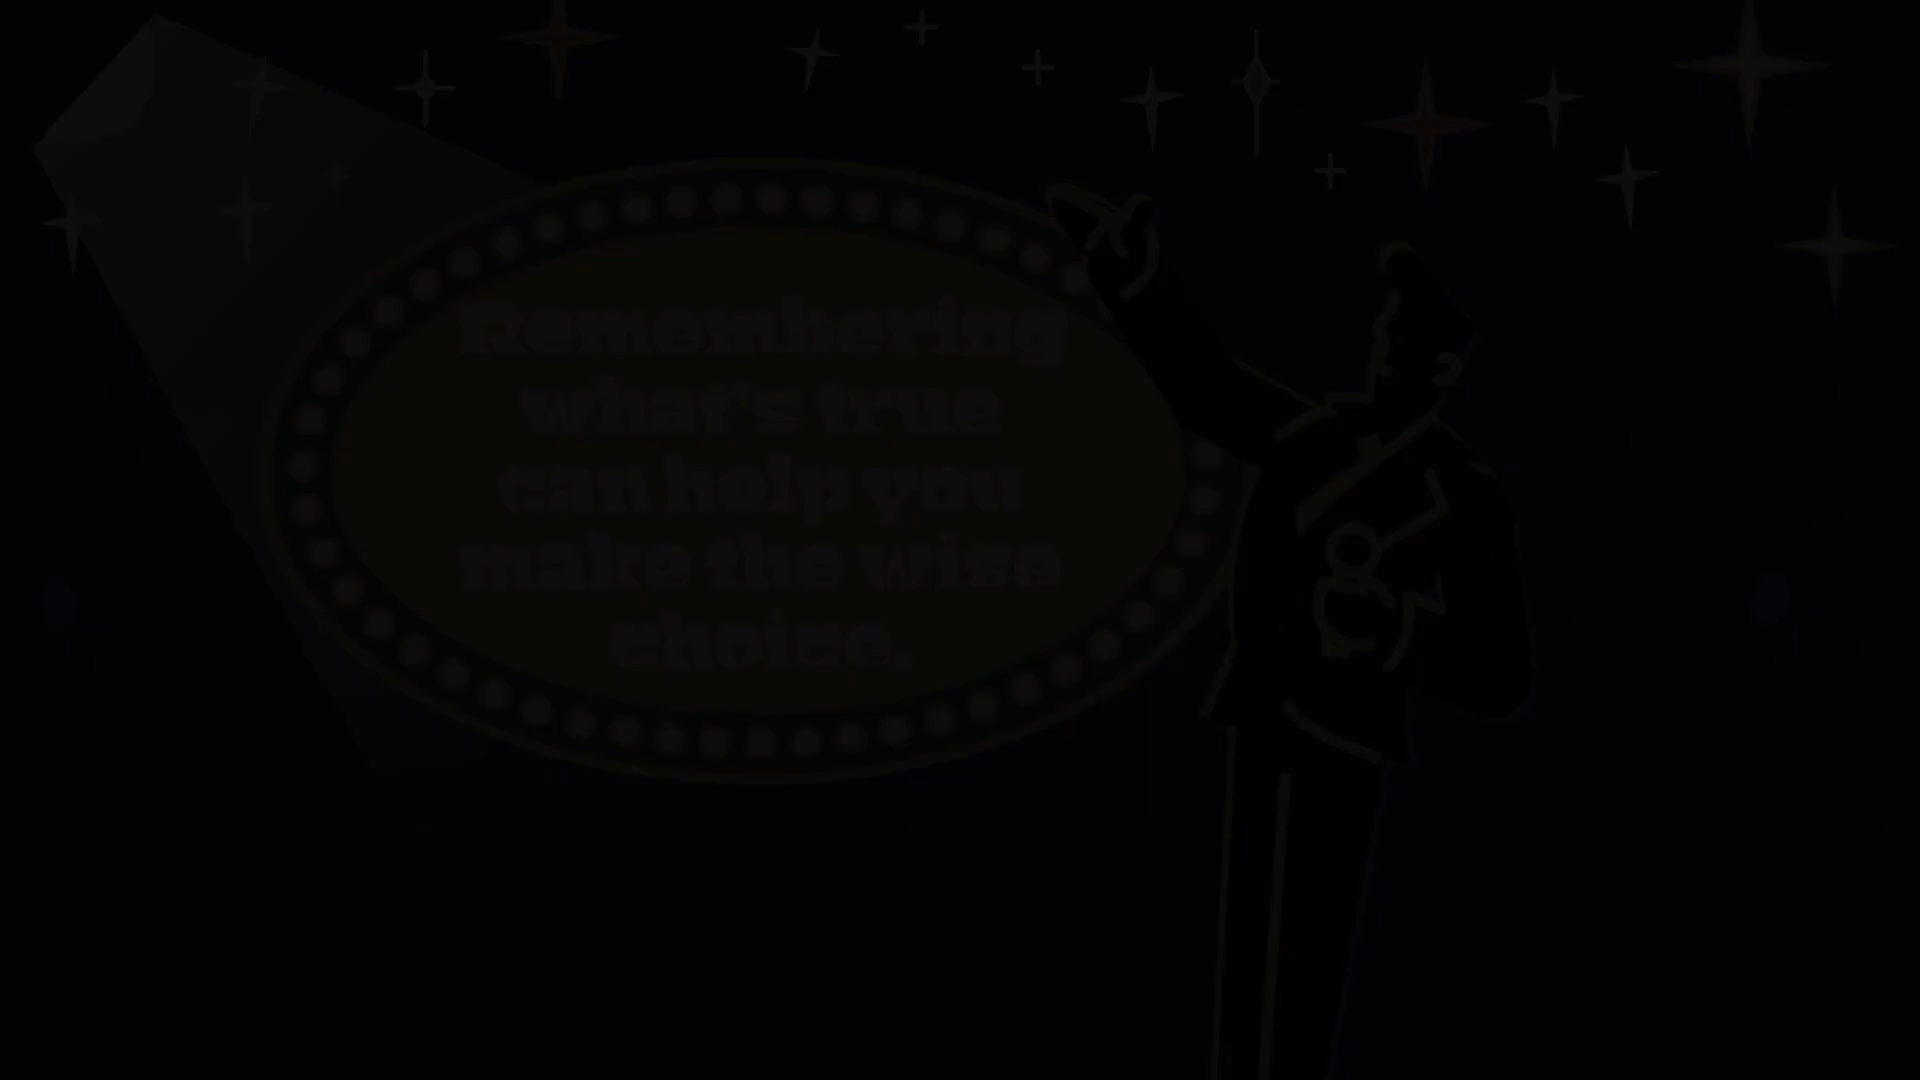 Remembering
what's true
can help you
make the wise
choice.